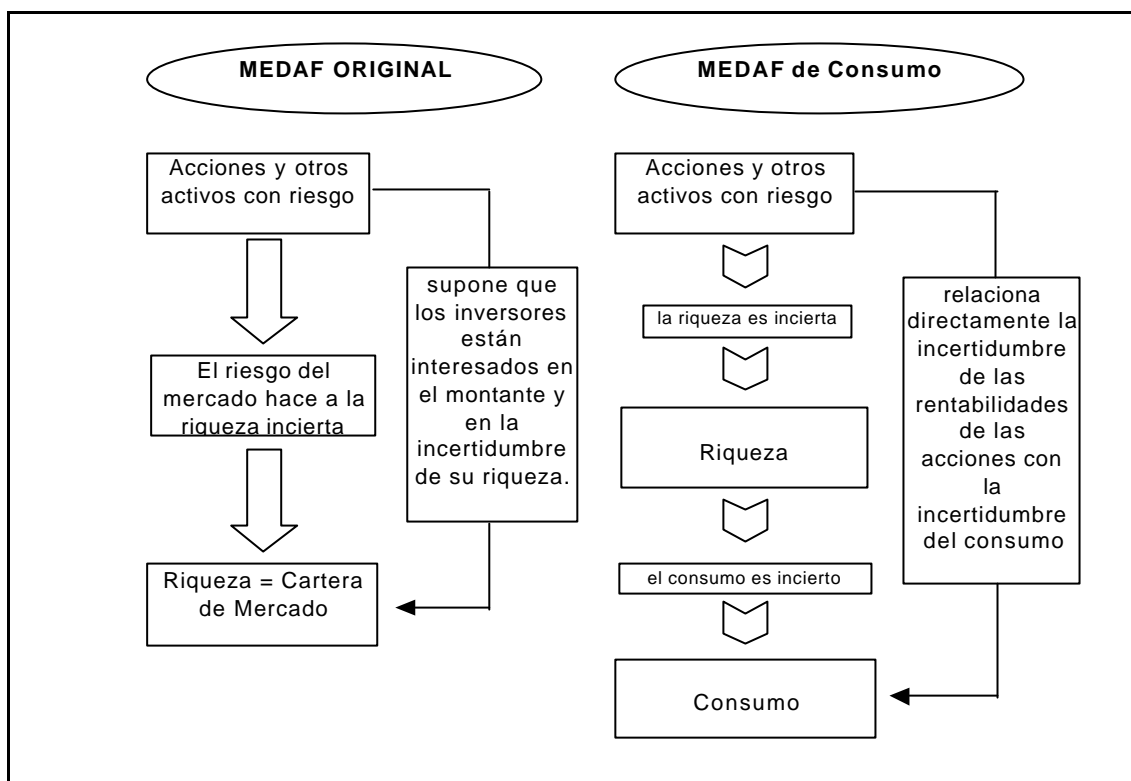 MEDAF ORIGINAL
Acciones y otros
activos con riesgo
El riesgo del
mercado hace a la
riqueza incierta
Riqueza = Cartera
de Mercado
supone que
los inversores
están
interesados en
el montante y
en la
incertidumbre
de su riqueza.
MEDAF de Consumo
Acciones y otros
activos con riesgo
la riqueza es incierta
Riqueza
el consumo es incierto
Consumo
relaciona
directamente la
incertidumbre
de las
rentabilidades
de las
acciones con
la
incertidumbre
del consumo